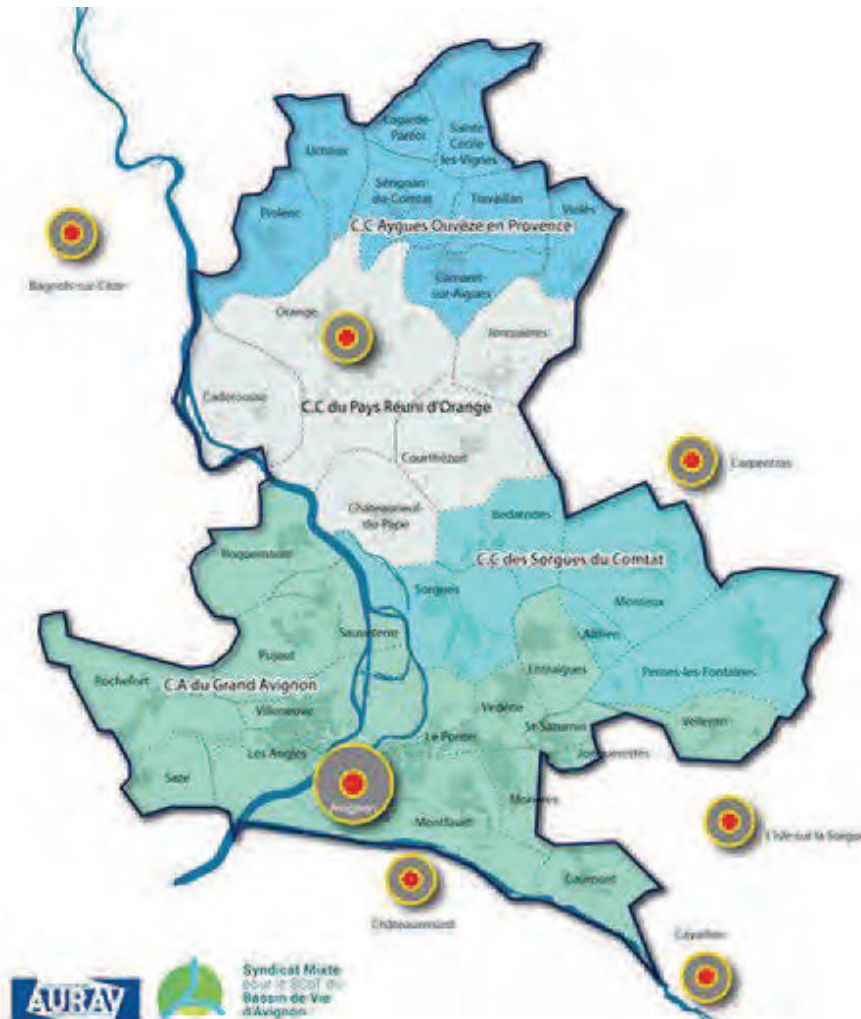 Lagarde-
Paréol
Sainte
Cécile
les-Vignes
Uchaux
Sérignan-
du-Comtat
Travaillan
Violès
Piolenc
C.C Aygues Ouvèze en Provence
Camaret-
sur-Aigues
Bagnols-sur-Cèze
Orange
Jonquières
Caderousse
C.C du Pays Réuni d'Orange
Courthézon
Carpentras
Châteauneuf-
du-Pape
Bédarrides
C.C des Sorgues du Comtat
Roquemaure
Sorgues
Monteux
Althen
Sauveterre
Pujaut
Entraigues
Pernes-les-Fontaines
Rochefort
C.A du Grand Avignon
Villeneuve
Vedène
Velleron
Le Pontet
St-Saturnin
Jonquerettes
Les Angles
Saze
Avignon
Morières
Montfavet
L'Isle sur la Sorgue
Caumont
Châteaurenard
Cavaillon
AURAV
Syndicat Mixte
pour le SCoT du
Bassin de Vie
d'Avignon